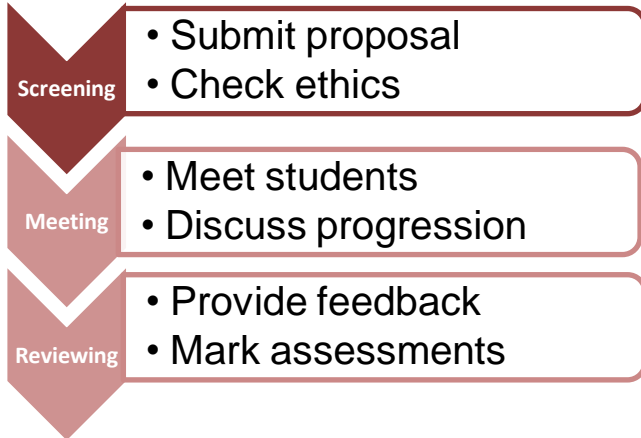 Screening
• Submit proposal
• Check ethics
Meeting
• Meet students
• Discuss progression
Reviewing
• Provide feedback
• Mark assessments